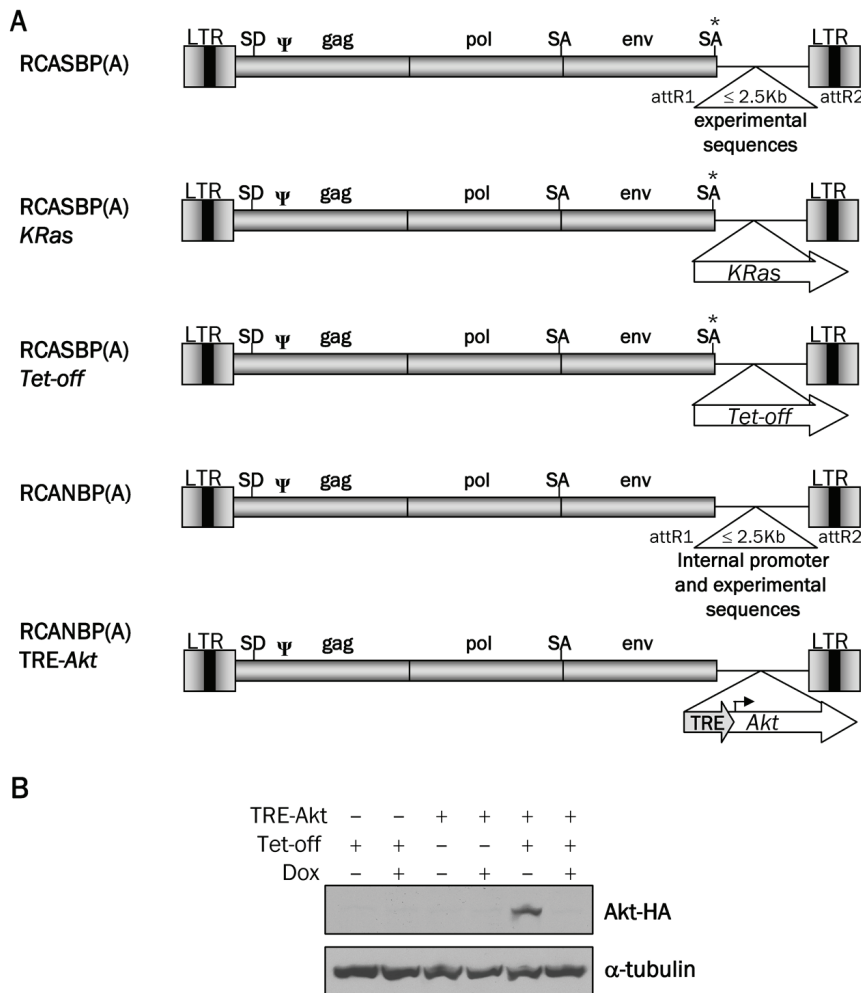 A
*
LTR SD Ψ gag pol SA env SA LTR
RCASBP(A)
attR1 ≤ 2.5Kb attR2
experimental
sequences
*
LTR SD Ψ gag pol SA env SA LTR
RCASBP(A)
KRas
KRas
*
LTR SD Ψ gag pol SA env SA LTR
RCASBP(A)
Tet-off
Tet-off
LTR SD Ψ gag pol SA env LTR
RCANBP(A)
attR1 ≤ 2.5Kb attR2
Internal promoter
and experimental
sequences
RCANBP(A)
LTR SD Ψ gag pol SA env LTR
TRE-Akt
TRE Akt
B
TRE-Akt – – + + + +
Tet-off + + – – + +
Dox – + – + – +
Akt-HA
α-tubulin